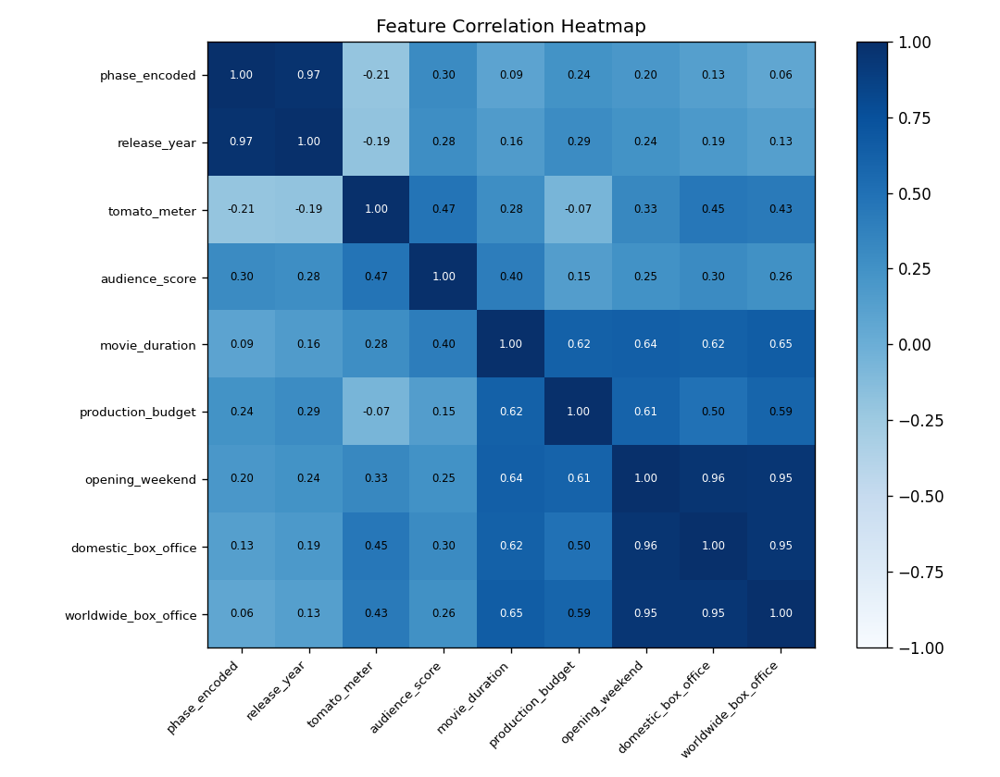 Feature Correlation Heatmap
phase_encoded 1.00 0.97 -0.21 0.30 0.09 0.24 0.20 0.13 0.06
release_year 0.97 1.00 -0.19 0.28 0.16 0.29 0.24 0.19 0.13
tomato_meter -0.21 -0.19 1.00 0.47 0.28 -0.07 0.33 0.45 0.43
audience_score 0.30 0.28 0.47 1.00 0.40 0.15 0.25 0.30 0.26
movie_duration 0.09 0.16 0.28 0.40 1.00 0.62 0.64 0.62 0.65
production_budget 0.24 0.29 -0.07 0.15 0.62 1.00 0.61 0.50 0.59
opening_weekend 0.20 0.24 0.33 0.25 0.64 0.61 1.00 0.96 0.95
domestic_box_office 0.13 0.19 0.45 0.30 0.62 0.50 0.96 1.00 0.95
worldwide_box_office 0.06 0.13 0.43 0.26 0.65 0.59 0.95 0.95 1.00
phase_encoded
release_year
tomato_meter
audience_score
movie_duration
production_budget
opening_weekend
domestic_box_office
worldwide_box_office
1.00
0.75
0.50
0.25
0.00
−0.25
−0.50
−0.75
−1.00